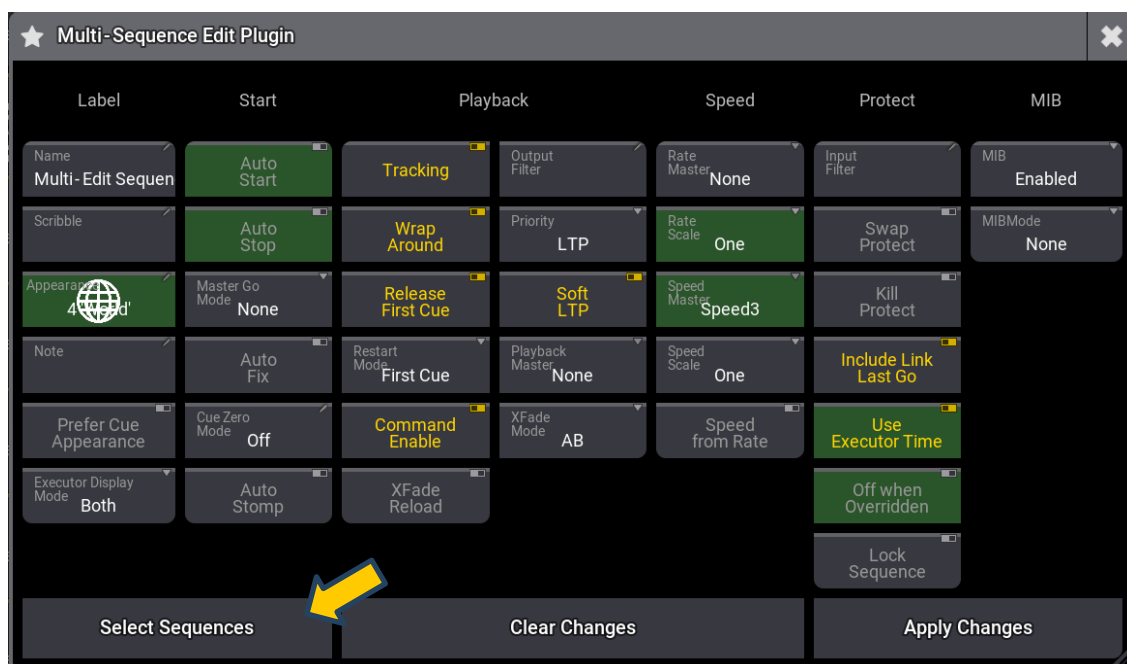 Multi-Sequence Edit Plugin
Label Start Playback Speed Protect MIB
Name
Multi-Edit Sequen
Auto
Start
Tracking
Output
Filter
Rate
Master
None
Input
Filter
MIB
Enabled
Scribble
Auto
Stop
Wrap
Around
Priority
LTP
Rate
Scale
One
Swap
Protect
MIBMode
None
Appearance
Master Go
Mode
None
Release
First Cue
Soft
LTP
Speed
Master
Speed3
Kill
Protect
Note
Auto
Fix
Restart
Mode
First Cue
Playback
Master
None
Speed
Scale
One
Include Link
Last Go
Prefer Cue
Appearance
Cue Zero
Mode
Off
Command
Enable
XFade
Mode
AB
Speed
from Rate
Use
Executor Time
Executor Display
Mode
Both
Auto
Stomp
XFade
Reload
Off when
Overridden
Lock
Sequence
Select Sequences
Clear Changes
Apply Changes